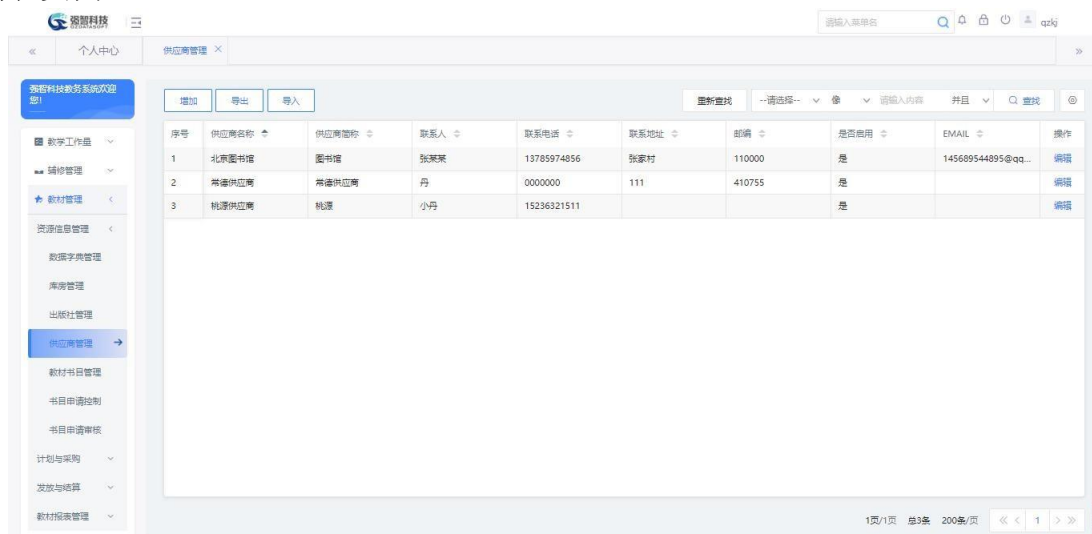 强智科技
QZDATASOFT
请输入菜单名
qzkj
个人中心
供应商管理
强智科技教务系统欢迎
您!
增加 导出 导入 重新查找 --请选择-- 像 请输入内容 并且 查找
序号 供应商名称 供应商简称 联系人 联系电话 联系地址 邮编 是否启用 EMAIL 操作
1 北京图书馆 图书馆 张某某 13785974856 张家村 110000 是 145689544895@qq... 编辑
2 常德供应商 常德供应商 丹 0000000 111 410755 是 编辑
3 桃源供应商 桃源 小丹 15236321511 是 编辑
教学工作量
辅修管理
教材管理
资源信息管理
数据字典管理
库房管理
出版社管理
供应商管理
教材书目管理
书目申请控制
书目申请审核
计划与采购
发放与结算
教材报表管理
1页/1页 总3条 200条/页 1